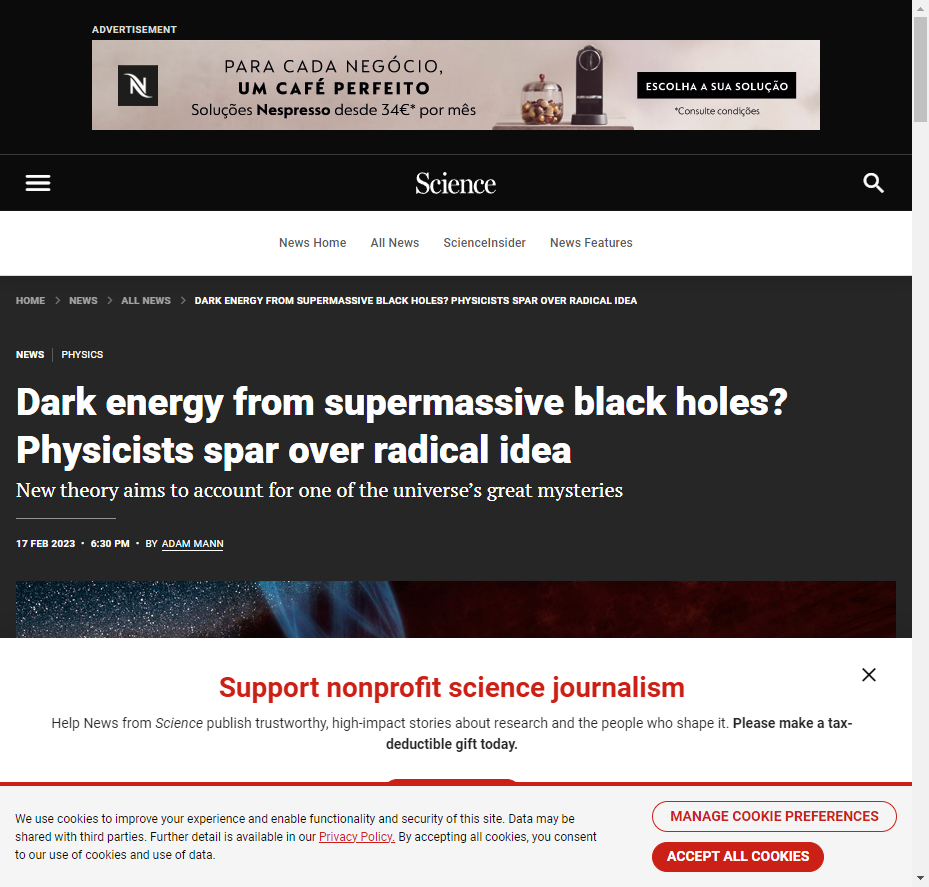 ADVERTISEMENT
N
PARA CADA NEGÓCIO,
UM CAFÉ PERFEITO
Soluções Nespresso desde 34€* por mês
ESCOLHA A SUA SOLUÇÃO
*Consulte condições
Science
News Home All News ScienceInsider News Features
HOME > NEWS > ALL NEWS > DARK ENERGY FROM SUPERMASSIVE BLACK HOLES? PHYSICISTS SPAR OVER RADICAL IDEA
NEWS | PHYSICS
Dark energy from supermassive black holes?
Physicists spar over radical idea
New theory aims to account for one of the universe’s great mysteries
17 FEB 2023 • 6:30 PM • BY ADAM MANN
Support nonprofit science journalism
Help News from Science publish trustworthy, high-impact stories about research and the people who shape it. Please make a tax-
deductible gift today.
We use cookies to improve your experience and enable functionality and security of this site. Data may be
shared with third parties. Further detail is available in our Privacy Policy. By accepting all cookies, you consent
to our use of cookies and use of data.
MANAGE COOKIE PREFERENCES
ACCEPT ALL COOKIES